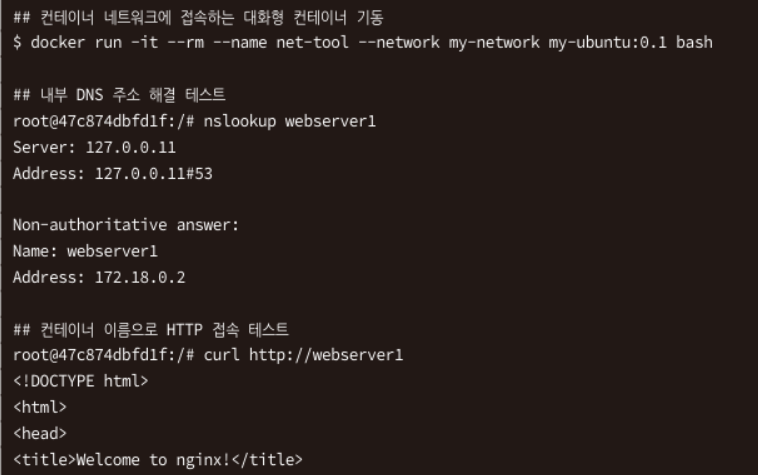 ## 컨테이너 네트워크에 접속하는 대화형 컨테이너 기동
$ docker run -it --rm --name net-tool --network my-network my-ubuntu:0.1 bash
## 내부 DNS 주소 해결 테스트
root@47c874dbfd1f:/# nslookup webserver1
Server: 127.0.0.11
Address: 127.0.0.11#53
Non-authoritative answer:
Name: webserver1
Address: 172.18.0.2
## 컨테이너 이름으로 HTTP 접속 테스트
root@47c874dbfd1f:/# curl http://webserver1
<!DOCTYPE html>
<html>
<head>
<title>Welcome to nginx!</title>